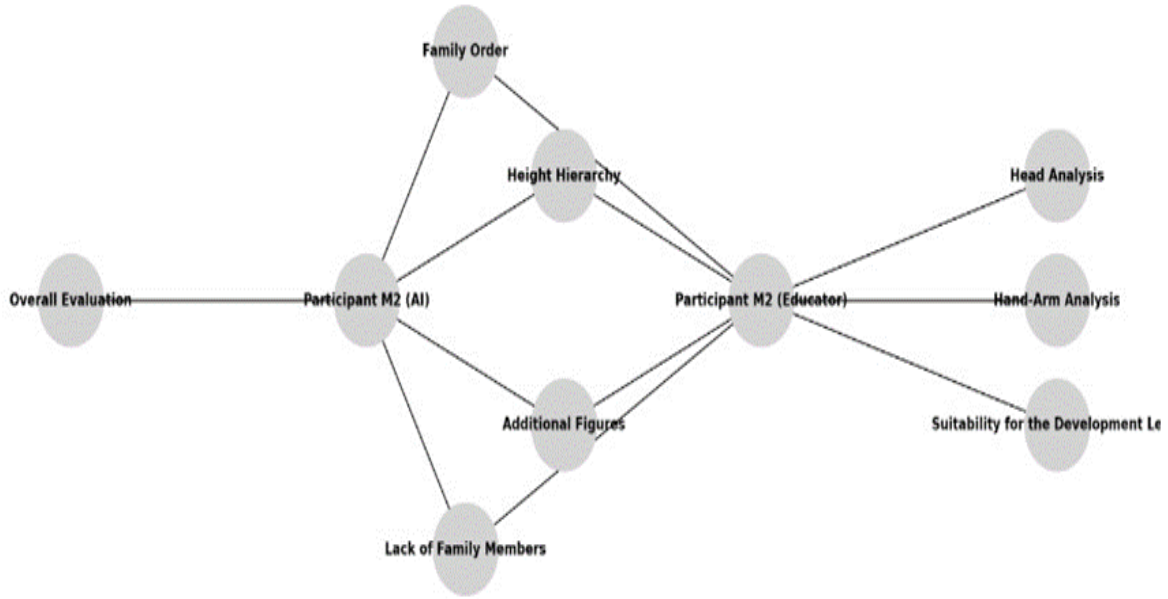 Family Order
Height Hierarchy
Head Analysis
Overall Evaluation
Participant M2 (AI)
Participant M2 (Educator)
Hand-Arm Analysis
Additional Figures
Suitability for the Development Le
Lack of Family Members